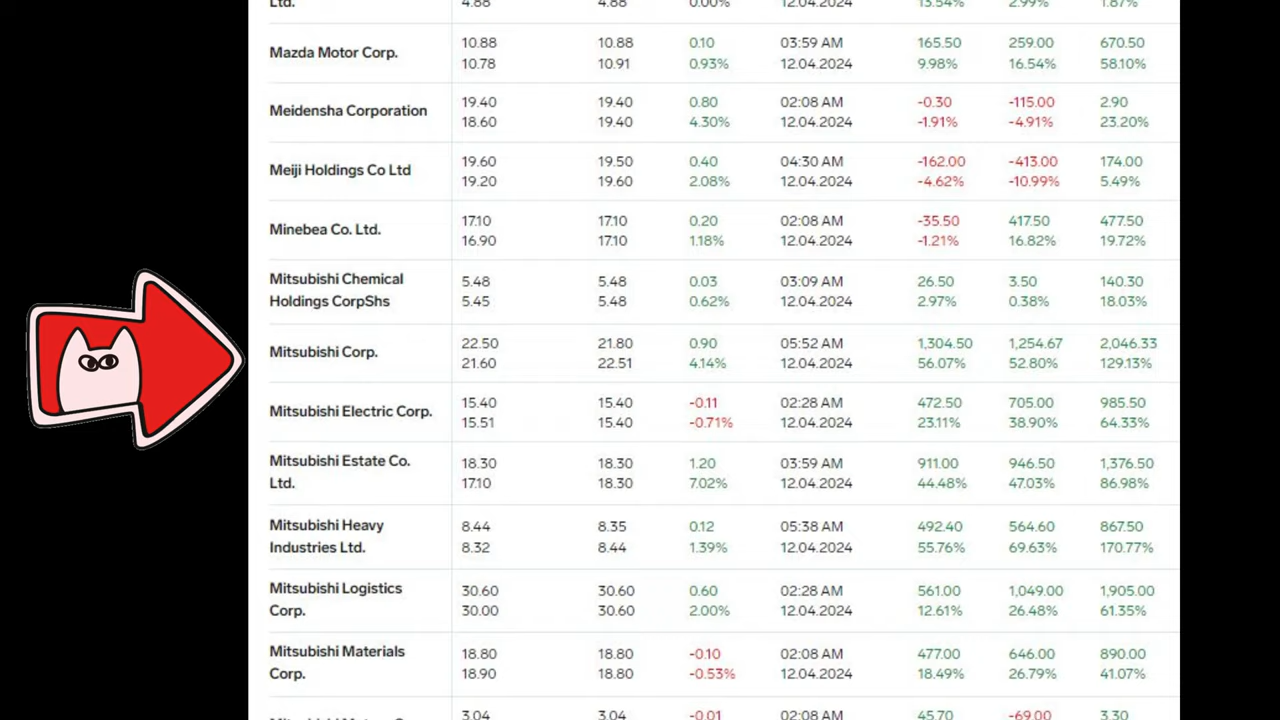 Ltd. 4.88 4.88 0.00% 12.04.2024 13.54% 2.99% 1.87%
10.88 10.88 0.10 03:59 AM 165.50 259.00 670.50
Mazda Motor Corp.
10.78 10.91 0.93% 12.04.2024 9.98% 16.54% 58.10%
19.40 19.40 0.80 02:08 AM -0.30 -115.00 2.90
Meidensha Corporation
18.60 19.40 4.30% 12.04.2024 -1.91% -4.91% 23.20%
19.60 19.50 0.40 04:30 AM -162.00 -413.00 174.00
Meiji Holdings Co Ltd
19.20 19.60 2.08% 12.04.2024 -4.62% -10.99% 5.49%
17.10 17.10 0.20 02:08 AM -35.50 417.50 477.50
Minebea Co. Ltd.
16.90 17.10 1.18% 12.04.2024 -1.21% 16.82% 19.72%
Mitsubishi Chemical 5.48 5.48 0.03 03:09 AM 26.50 3.50 140.30
Holdings CorpShs 5.45 5.48 0.62% 12.04.2024 2.97% 0.38% 18.03%
22.50 21.80 0.90 05:52 AM 1,304.50 1,254.67 2,046.33
Mitsubishi Corp.
21.60 22.51 4.14% 12.04.2024 56.07% 52.80% 129.13%
15.40 15.40 -0.11 02:28 AM 472.50 705.00 985.50
Mitsubishi Electric Corp.
15.51 15.40 -0.71% 12.04.2024 23.11% 38.90% 64.33%
Mitsubishi Estate Co. 18.30 18.30 1.20 03:59 AM 911.00 946.50 1,376.50
Ltd. 17.10 18.30 7.02% 12.04.2024 44.48% 47.03% 86.98%
Mitsubishi Heavy 8.44 8.35 0.12 05:38 AM 492.40 564.60 867.50
Industries Ltd. 8.32 8.44 1.39% 12.04.2024 55.76% 69.63% 170.77%
Mitsubishi Logistics 30.60 30.60 0.60 02:28 AM 561.00 1,049.00 1,905.00
Corp. 30.00 30.60 2.00% 12.04.2024 12.61% 26.48% 61.35%
Mitsubishi Materials 18.80 18.80 -0.10 02:08 AM 477.00 646.00 890.00
Corp. 18.90 18.80 -0.53% 12.04.2024 18.49% 26.79% 41.07%
3.04 3.04 -0.01 02:08 AM 45.70 -69.00 3.30